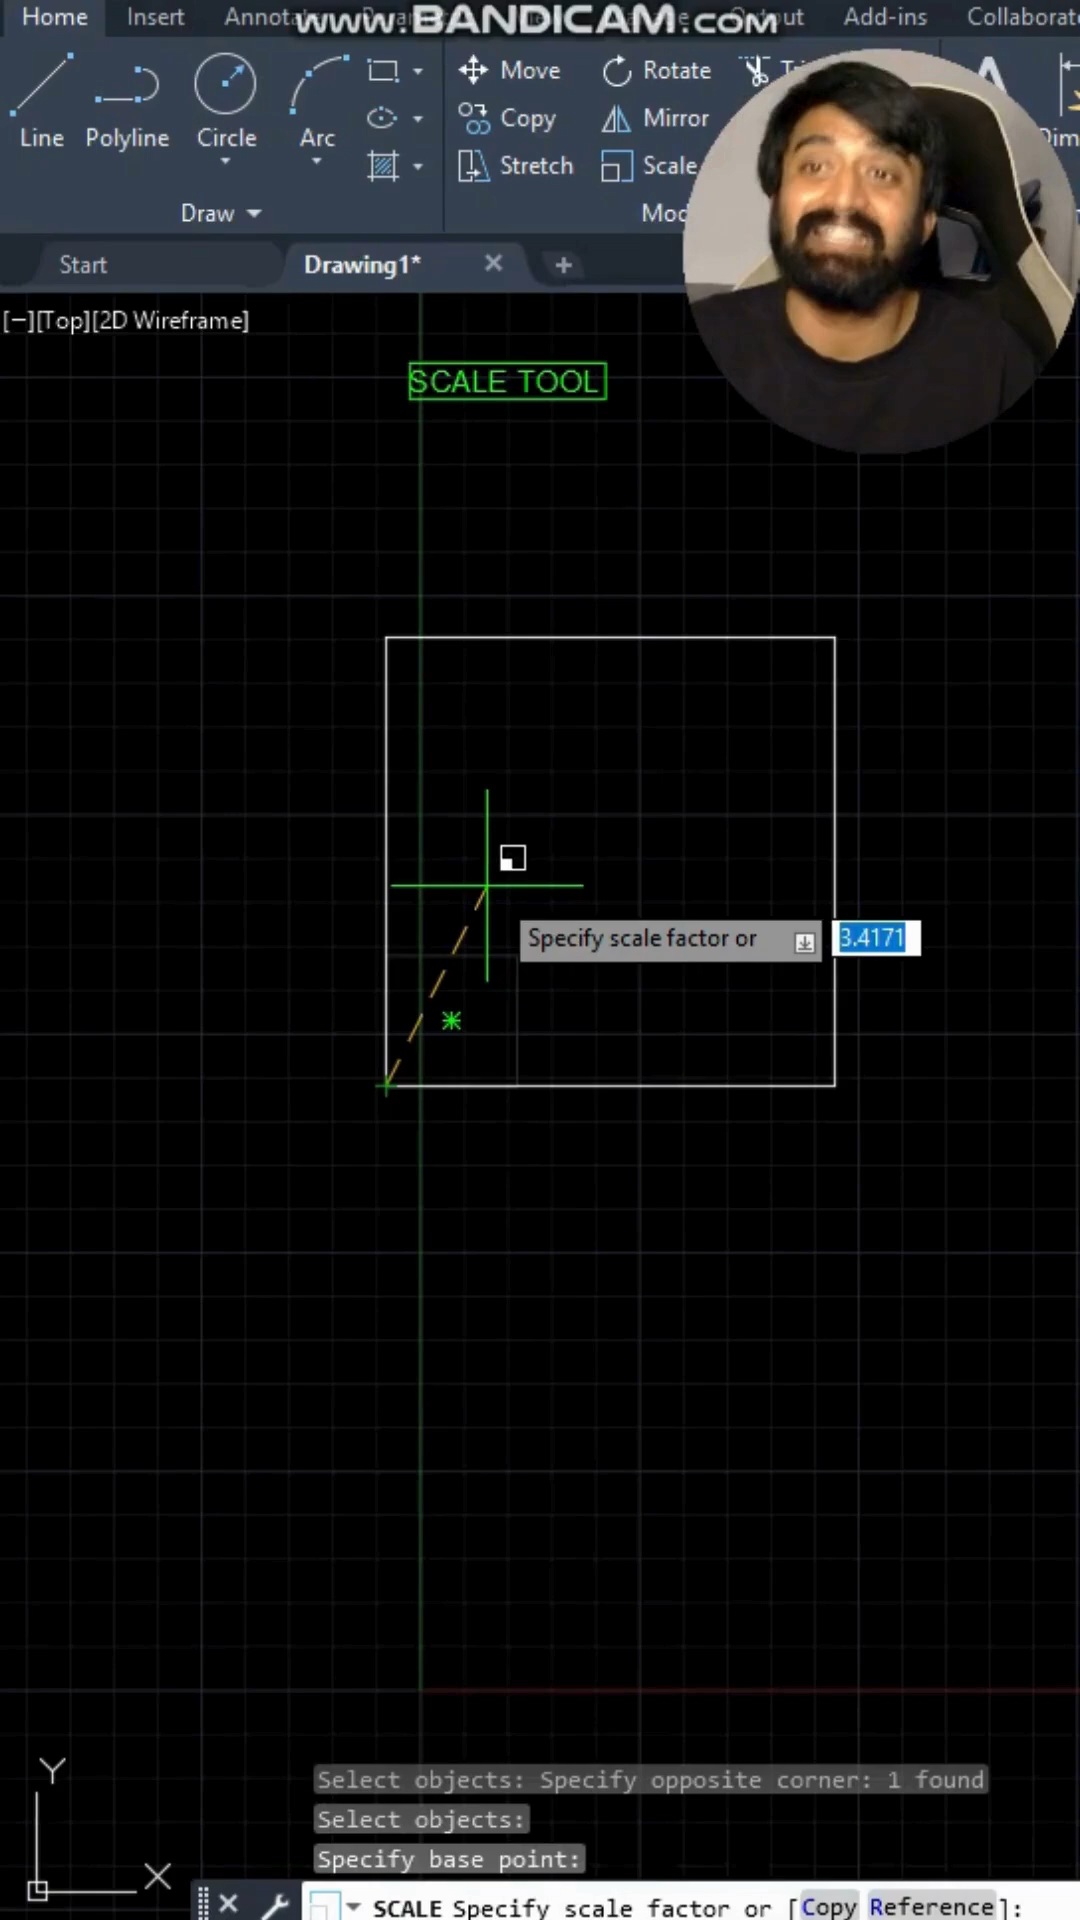 Home Insert Add-ins
www.BANDICAM.com
Line Polyline Circle Arc
Move Rotate
Copy Mirror
Stretch Scale
Draw
Start Drawing1*
[−][Top][2D Wireframe]
SCALE TOOL
Specify scale factor or 3.4171
Y
X
Select objects: Specify opposite corner: 1 found
Select objects:
Specify base point:
SCALE Specify scale factor or [Copy Reference]: